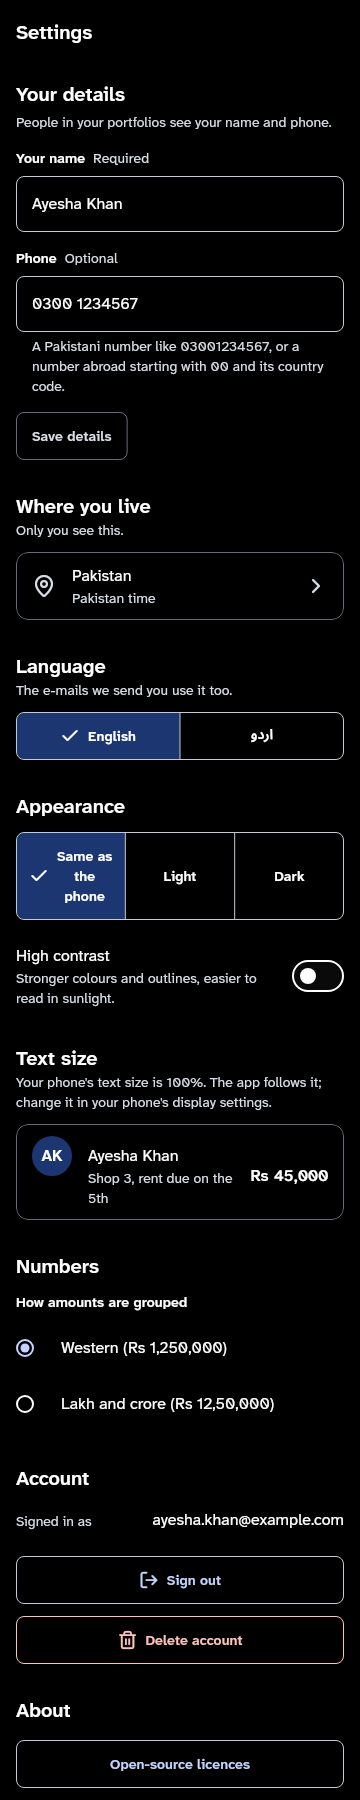 Settings
Your details
People in your portfolios see your name and phone.
Your name Required
Ayesha Khan
Phone Optional
0300 1234567
A Pakistani number like 03001234567, or a
number abroad starting with 00 and its country
code.
Save details
Where you live
Only you see this.
Pakistan
Pakistan time
Language
The e-mails we send you use it too.
English
اردو
Appearance
Same as
the
phone
Light
Dark
High contrast
Stronger colours and outlines, easier to
read in sunlight.
Text size
Your phone's text size is 100%. The app follows it;
change it in your phone's display settings.
AK
Ayesha Khan
Shop 3, rent due on the
5th
Rs 45,000
Numbers
How amounts are grouped
Western (Rs 1,250,000)
Lakh and crore (Rs 12,50,000)
Account
Signed in as ayesha.khan@example.com
Sign out
Delete account
About
Open-source licences